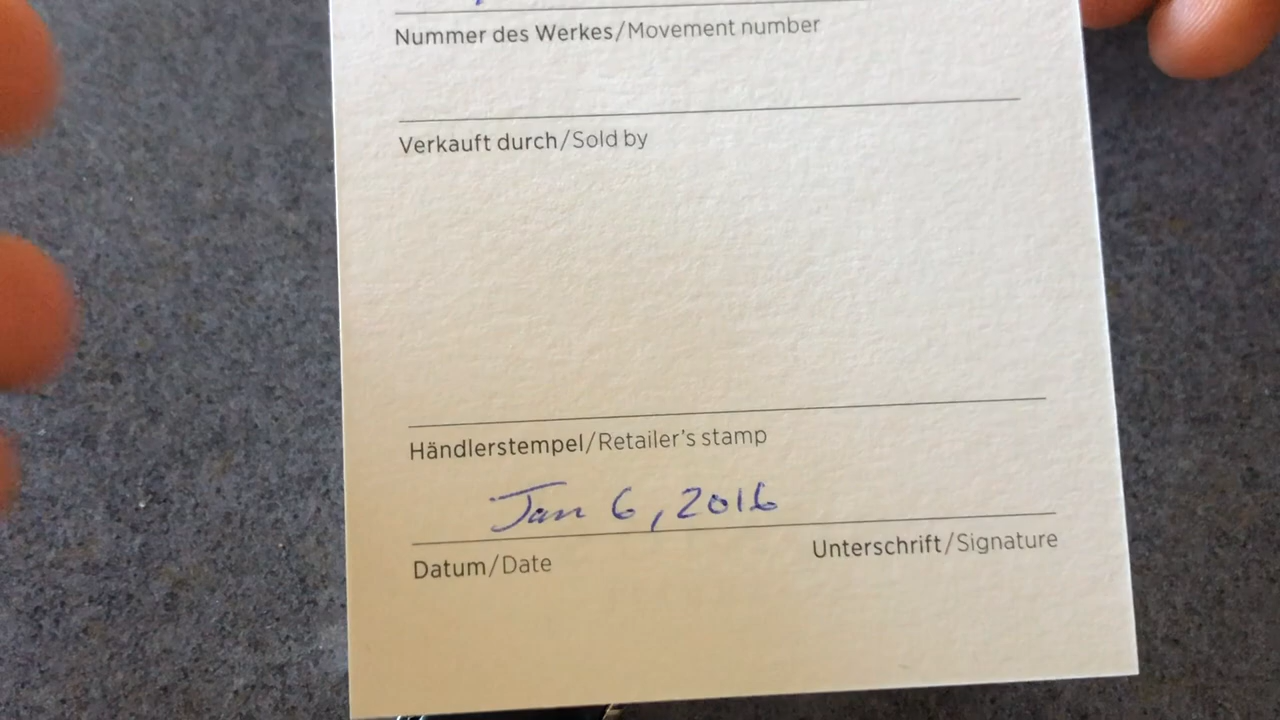 Nummer des Werkes/Movement number
Verkauft durch/Sold by
Händlerstempel/Retailer's stamp
Jan 6, 2016
Datum/Date
Unterschrift/Signature